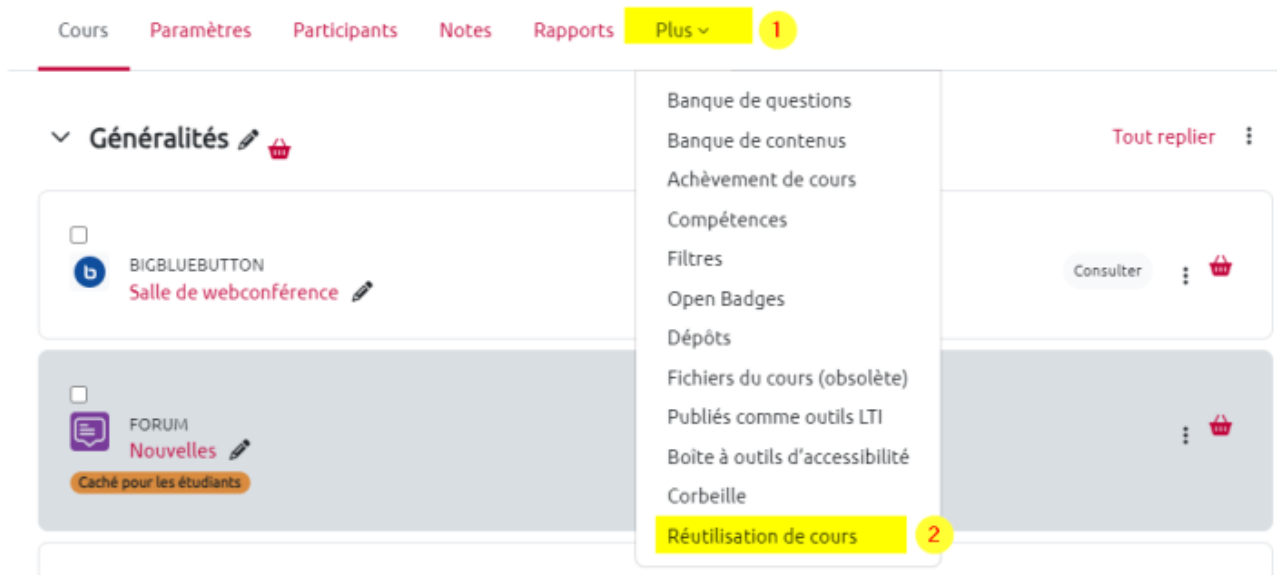 Cours Paramètres Participants Notes Rapports Plus 1
Banque de questions
Généralités Banque de contenus Tout replier
Achèvement de cours
Compétences
BIGBLUEBUTTON Filtres Consulter
Salle de webconférence Open Badges
Dépôts
Fichiers du cours (obsolète)
FORUM Publiés comme outils LTI
Nouvelles Boîte à outils d'accessibilité
Caché pour les étudiants Corbeille
Réutilisation de cours 2